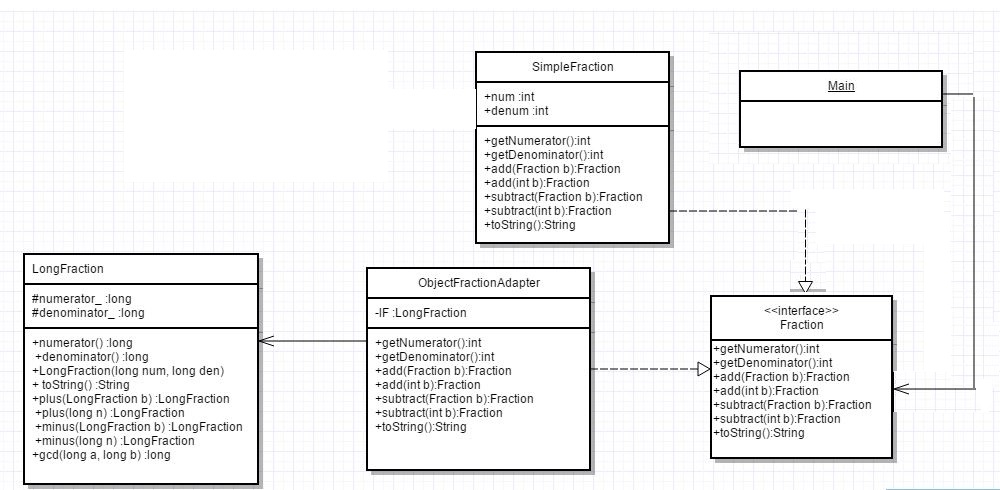 SimpleFraction
+num :int
+denum :int
+getNumerator():int
+getDenominator():int
+add(Fraction b):Fraction
+add(int b):Fraction
+subtract(Fraction b):Fraction
+subtract(int b):Fraction
+toString():String
Main
LongFraction
#numerator_ :long
#denominator_ :long
+numerator() :long
+denominator() :long
+LongFraction(long num, long den)
+ toString() :String
+plus(LongFraction b) :LongFraction
+plus(long n) :LongFraction
+minus(LongFraction b) :LongFraction
+minus(long n) :LongFraction
+gcd(long a, long b) :long
ObjectFractionAdapter
-lF :LongFraction
+getNumerator():int
+getDenominator():int
+add(Fraction b):Fraction
+add(int b):Fraction
+subtract(Fraction b):Fraction
+subtract(int b):Fraction
+toString():String
<<interface>>
Fraction
+getNumerator():int
+getDenominator():int
+add(Fraction b):Fraction
+add(int b):Fraction
+subtract(Fraction b):Fraction
+subtract(int b):Fraction
+toString():String